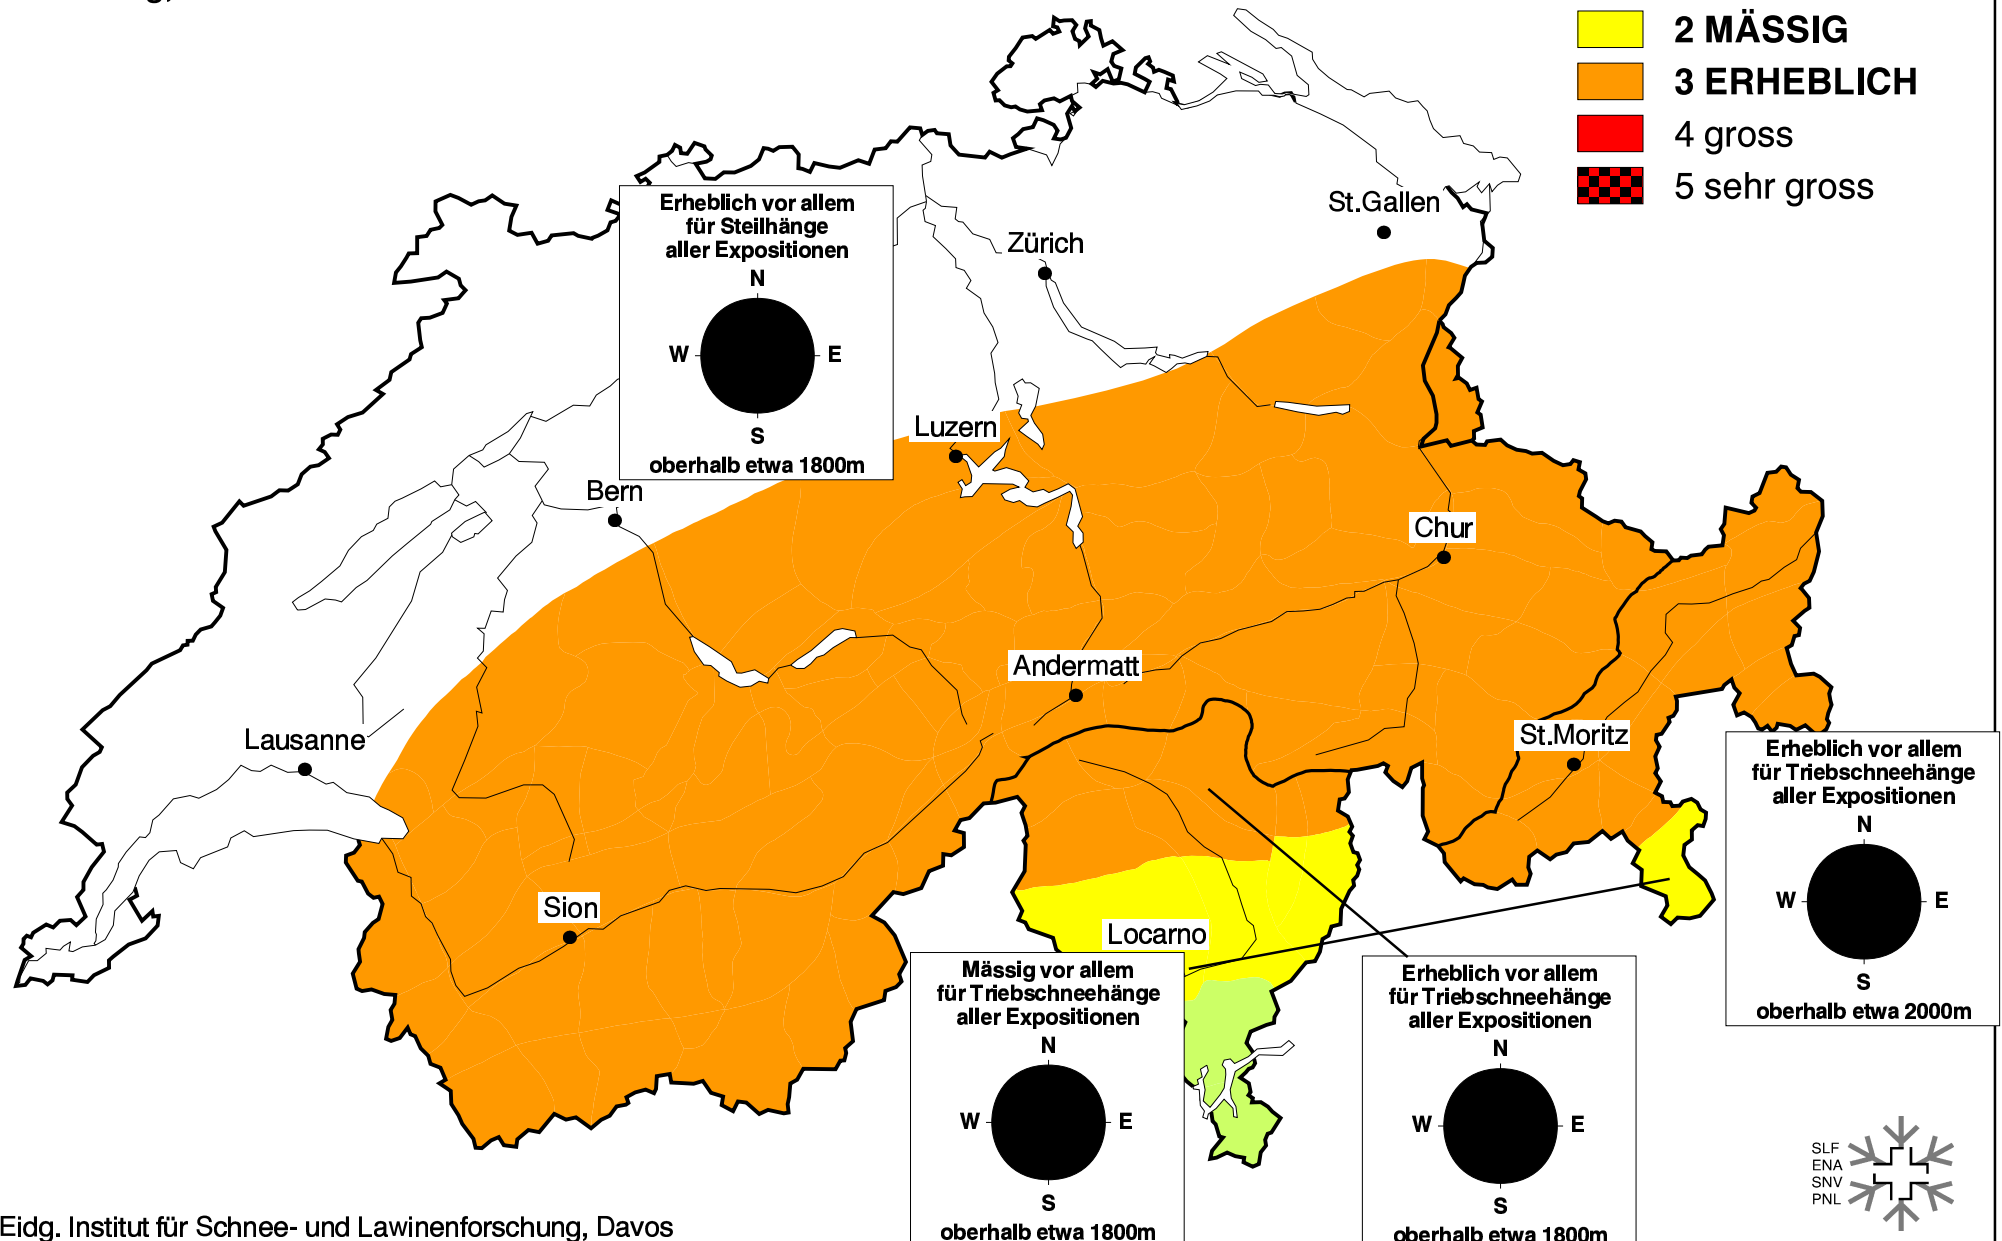 2 MÄSSIG
3 ERHEBLICH
4 gross
5 sehr gross
St.Gallen
Zürich
Erheblich vor allem
für Steilhänge
aller Expositionen
N
W
E
S
oberhalb etwa 1800m
Luzern
Bern
Chur
Andermatt
St.Moritz
Lausanne
Erheblich vor allem
für Triebschneehänge
aller Expositionen
N
W
E
S
oberhalb etwa 2000m
Sion
Locarno
Mässig vor allem
für Triebschneehänge
aller Expositionen
N
W
E
S
oberhalb etwa 1800m
Erheblich vor allem
für Triebschneehänge
aller Expositionen
N
W
E
S
oberhalb etwa 1800m
SLF
ENA
SNV
PNL
Eidg. Institut für Schnee- und Lawinenforschung, Davos